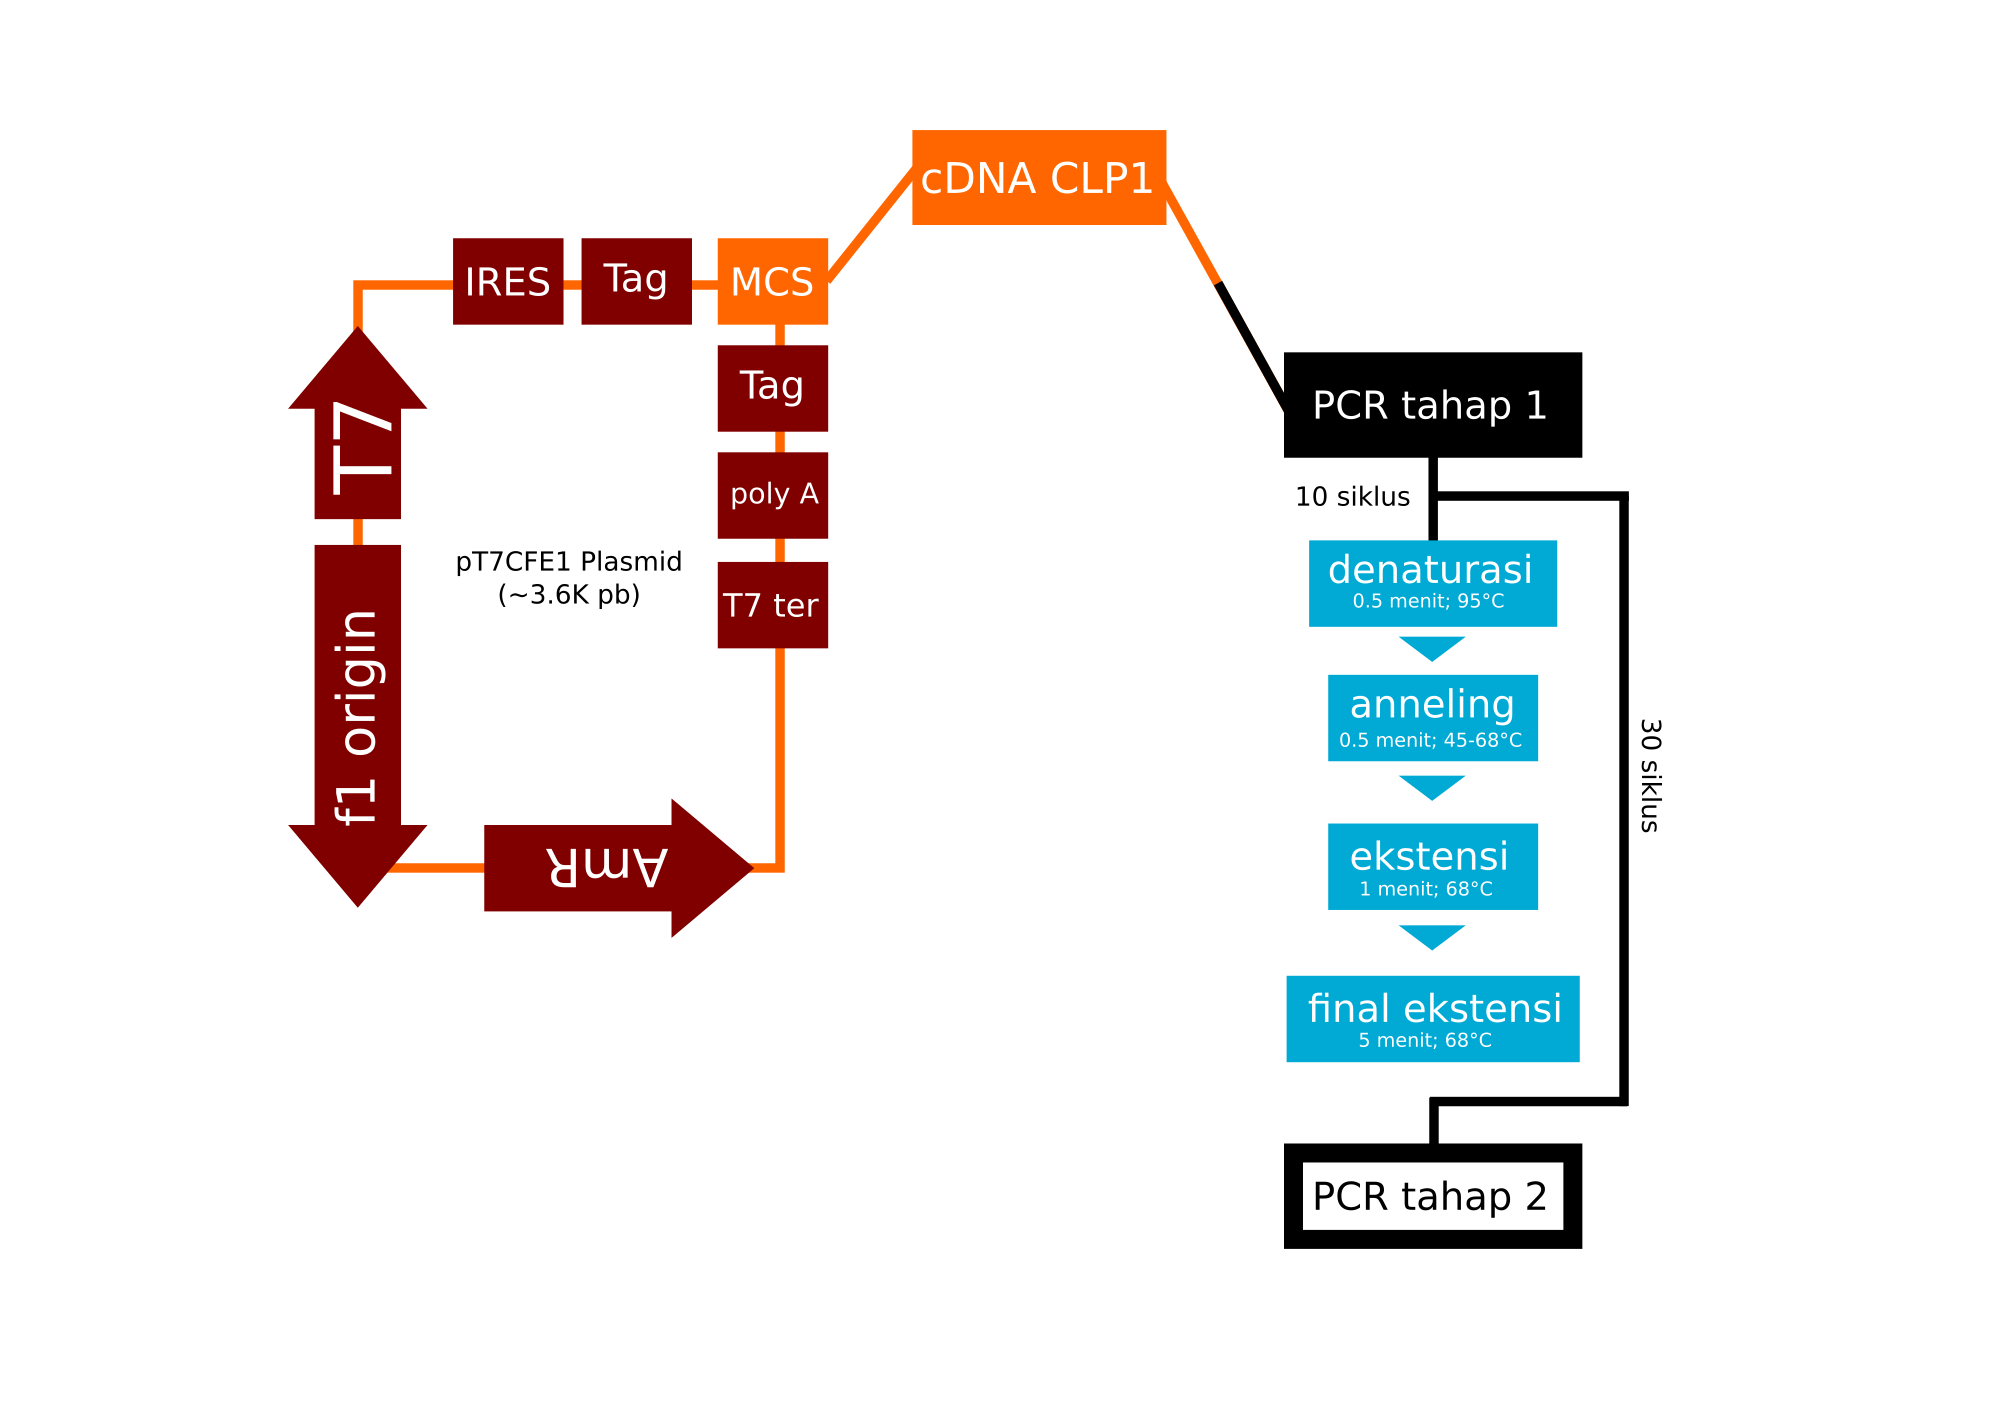 cDNA CLP1
IRES
Tag
MCS
Tag
poly A
T7 ter
T7
pT7CFE1 Plasmid
(~3.6K pb)
f1 origin
AmR
PCR tahap 1
10 siklus
denaturasi
0.5 menit; 95°C
anneling
0.5 menit; 45-68°C
ekstensi
1 menit; 68°C
final ekstensi
5 menit; 68°C
30 siklus
PCR tahap 2